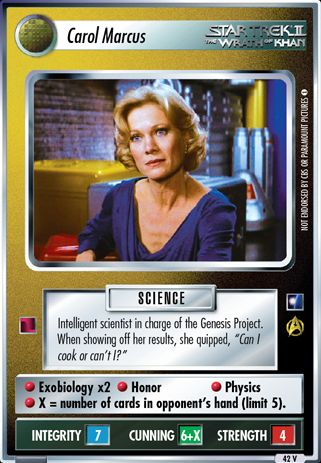 Carol Marcus
STAR TREK II
THE WRATH OF KHAN
NOT ENDORSED BY CBS OR PARAMOUNT PICTURES
SCIENCE
Intelligent scientist in charge of the Genesis Project.
When showing off her results, she quipped, "Can I
cook or can't I?"
Exobiology x2 Honor Physics
X = number of cards in opponent's hand (limit 5).
INTEGRITY 7 CUNNING 6+X STRENGTH 4
42 V